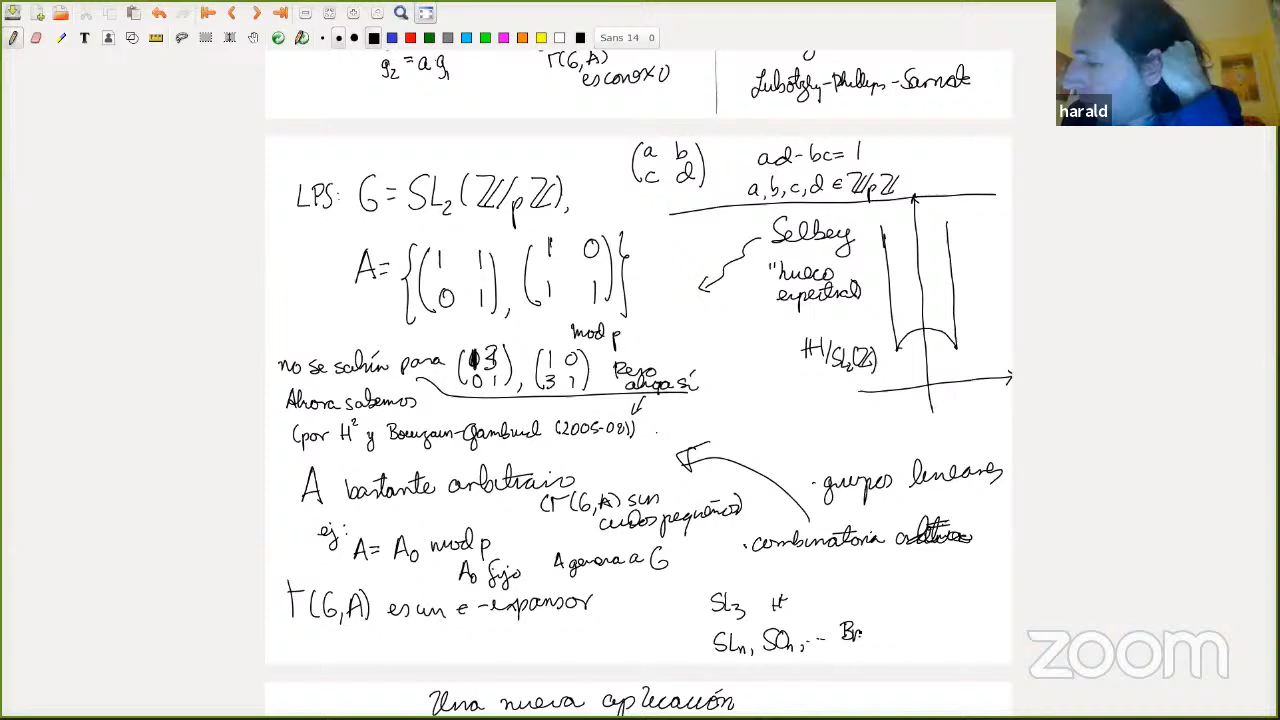 Sans 14 0
g₂ = a g₁
Γ(G,A)
es conexo
Lubotzky-Phillips-Sarnak
harald
LPS: G = SL₂(ℤ/pℤ),
(a b
c d)
ad - bc = 1
a, b, c, d ∈ ℤ/pℤ
A = {(1 1
0 1), (1 0
1 1)}
mod p
Selberg
"hueco
espectral
H/SL₂(ℤ)
no se sabía para (1 3
0 1), (1 0
3 1)
Pero
ahora sí
Ahora sabemos
(por H² y Bourgain-Gamburd (2005-08))
A bastante arbitrario
(Γ(G,A) sin
ciclos pequeños)
ej:
A = A₀ mod p
A₀ fijo
A genera a G
Γ(G,A) es un ε-expansor
· grupos lineares
· combinatoria
SL₃ H
SLₙ, SOₙ, ... Br
Una nueva aplicación
zoom